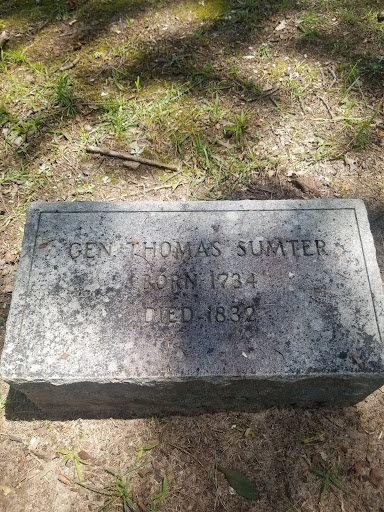 GEN. THOMAS SUMTER
BORN 1734
DIED 1832